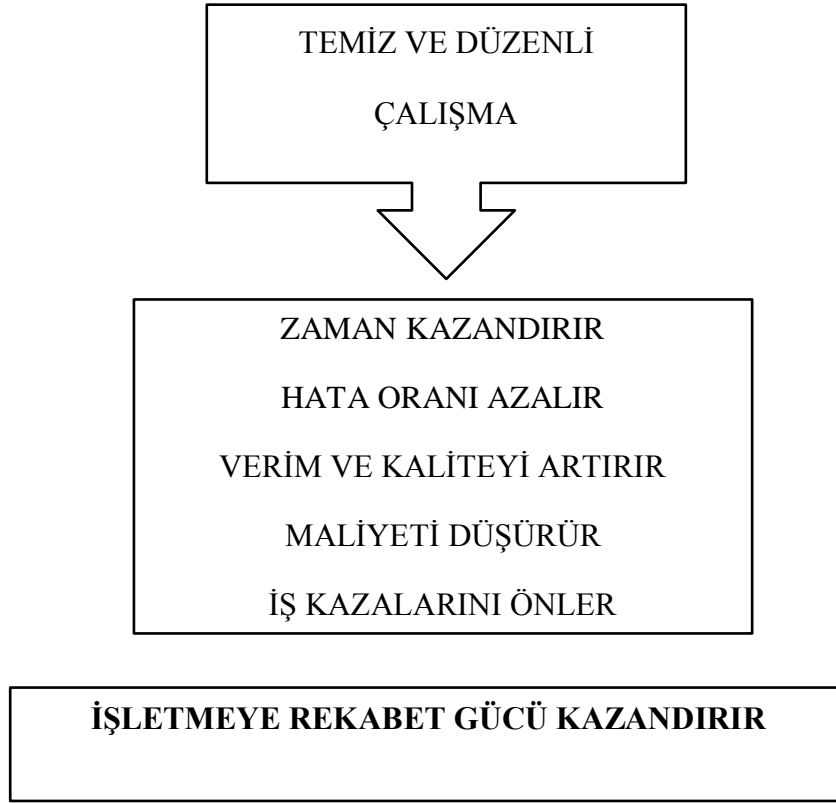 TEMİZ VE DÜZENLİ
ÇALIŞMA
ZAMAN KAZANDIRIR
HATA ORANI AZALIR
VERİM VE KALİTEYİ ARTIRIR
MALİYETİ DÜŞÜRÜR
İŞ KAZALARINI ÖNLER
İŞLETMEYE REKABET GÜCÜ KAZANDIRIR